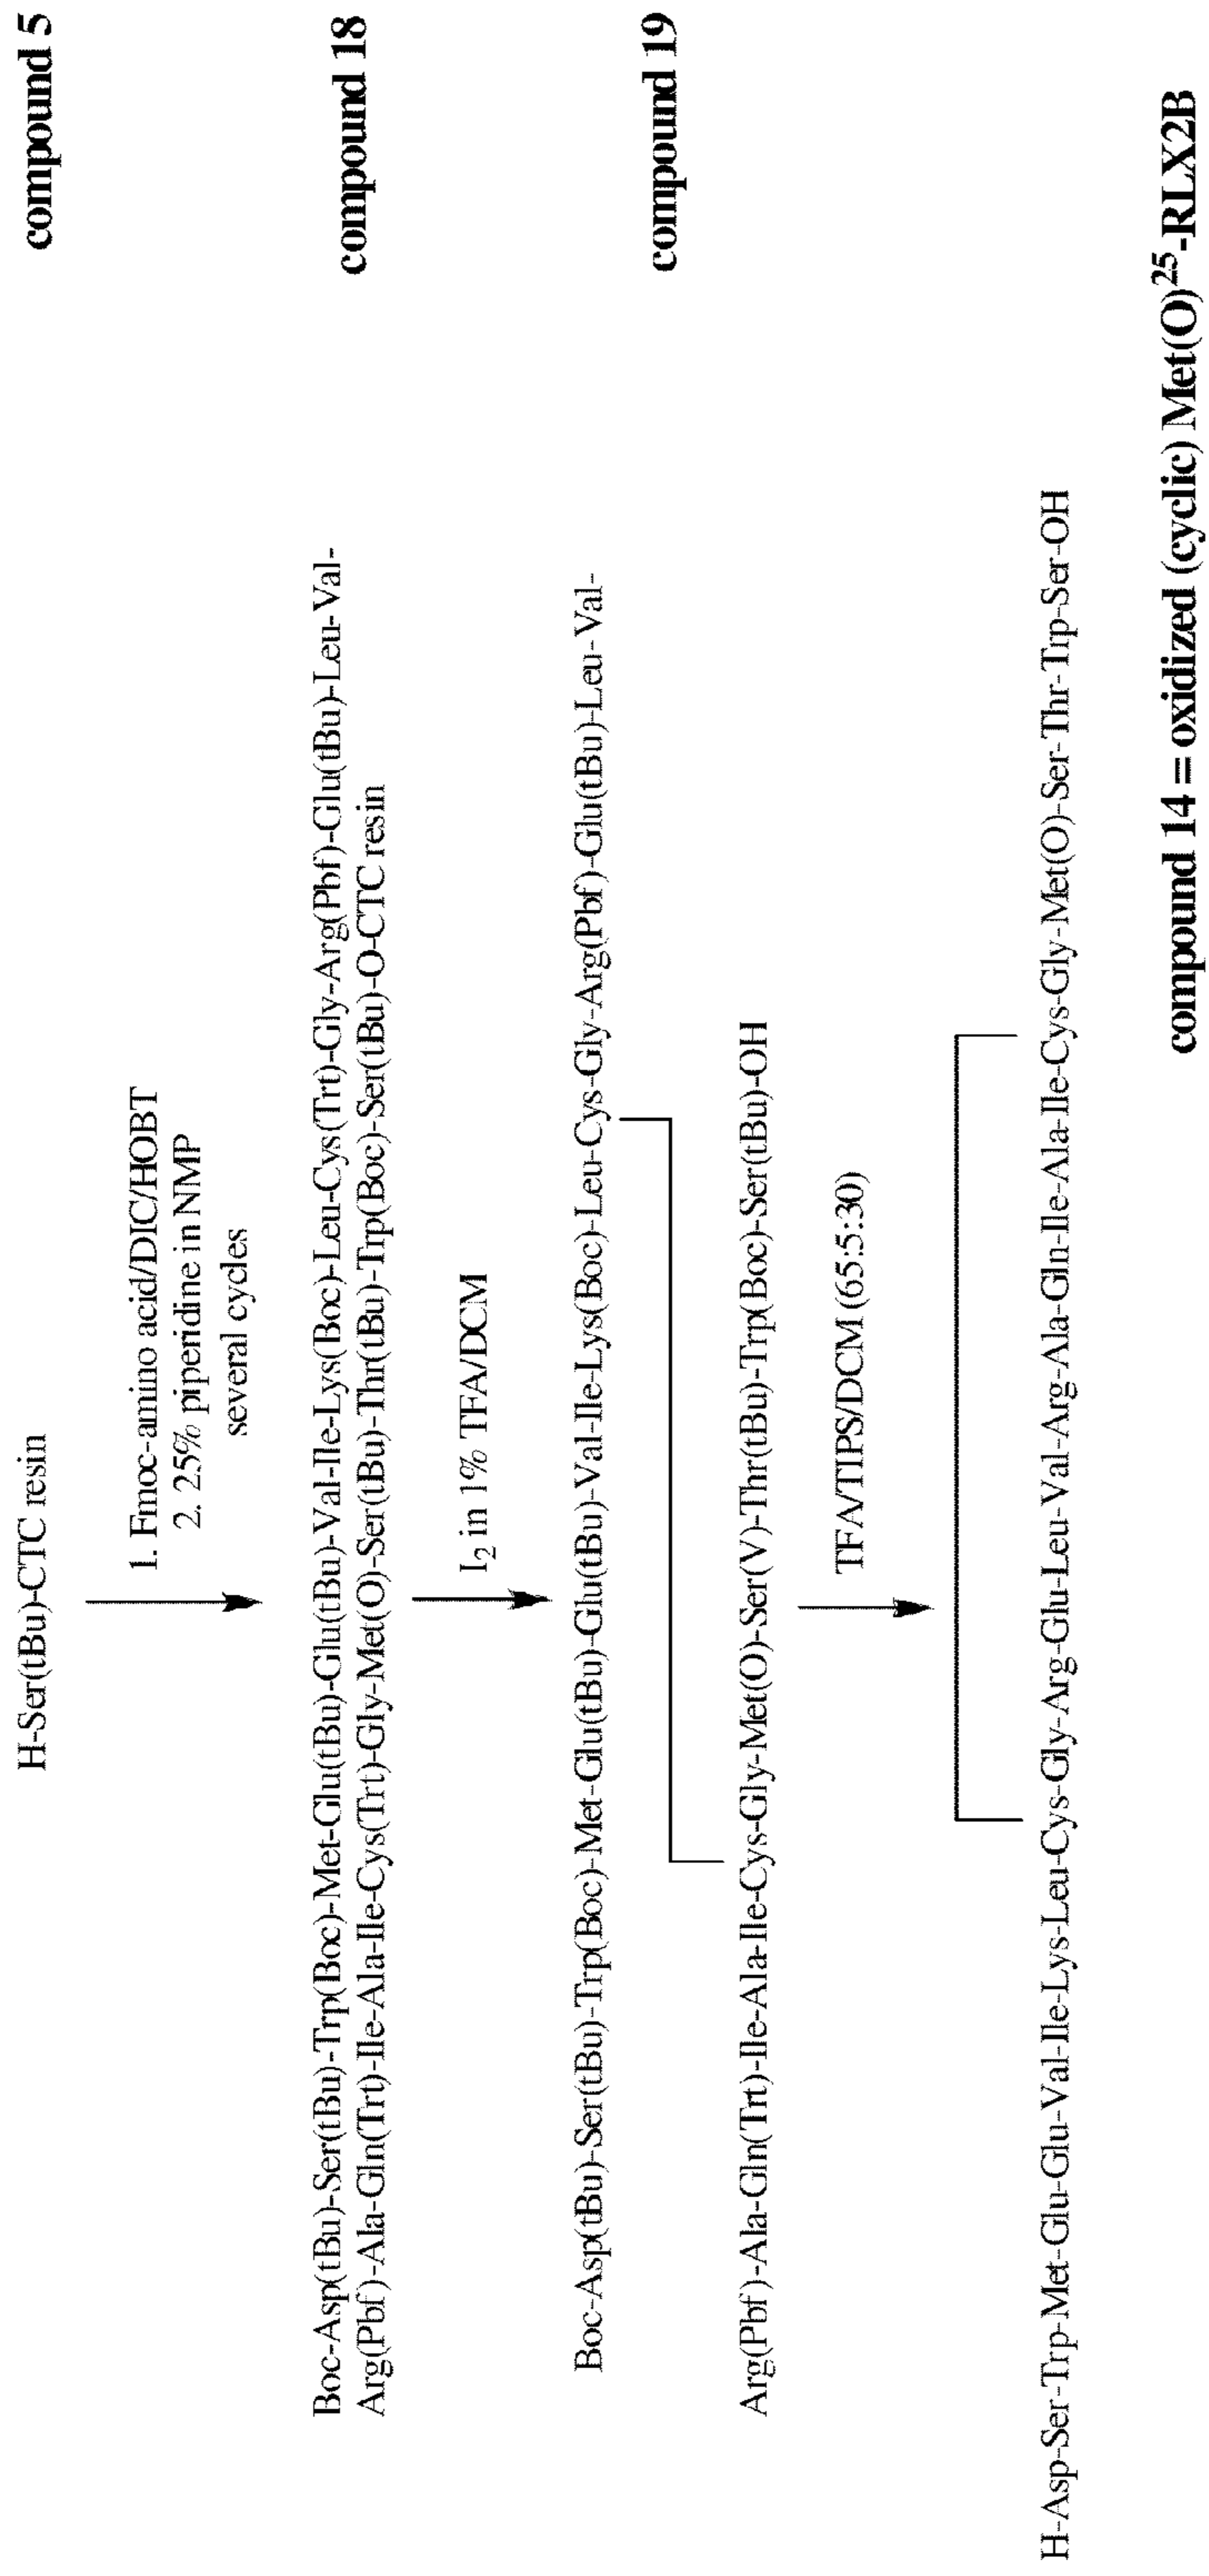 H-Ser(tBu)-CTC resin
compound 5
1. Fmoc-amino acid/DIC/HOBT
2. 25% piperidine in NMP
several cycles
Boc-Asp(tBu)-Ser(tBu)-Trp(Boc)-Met-Glu(tBu)-Glu(tBu)-Val-Ile-Lys(Boc)-Leu-Cys(Trt)-Gly-Arg(Pbf)-Glu(tBu)-Leu-Val-
Arg(Pbf)-Ala-Gln(Trt)-Ile-Ala-Ile-Cys(Trt)-Gly-Met(O)-Ser(tBu)-Thr(tBu)-Trp(Boc)-Ser(tBu)-O-CTC resin
compound 18
I2 in 1% TFA/DCM
Boc-Asp(tBu)-Ser(tBu)-Trp(Boc)-Met-Glu(tBu)-Glu(tBu)-Val-Ile-Lys(Boc)-Leu-Cys-Gly-Arg(Pbf)-Glu(tBu)-Leu-Val-
compound 19
Arg(Pbf)-Ala-Gln(Trt)-Ile-Ala-Ile-Cys-Gly-Met(O)-Ser(V)-Thr(tBu)-Trp(Boc)-Ser(tBu)-OH
TFA/TIPS/DCM (65:5:30)
H-Asp-Ser-Trp-Met-Glu-Glu-Val-Ile-Lys-Leu-Cys-Gly-Arg-Glu-Leu-Val-Arg-Ala-Gln-Ile-Ala-Ile-Cys-Gly-Met(O)-Ser-Thr-Trp-Ser-OH
compound 14 = oxidized (cyclic) Met(O)25-RLX2B